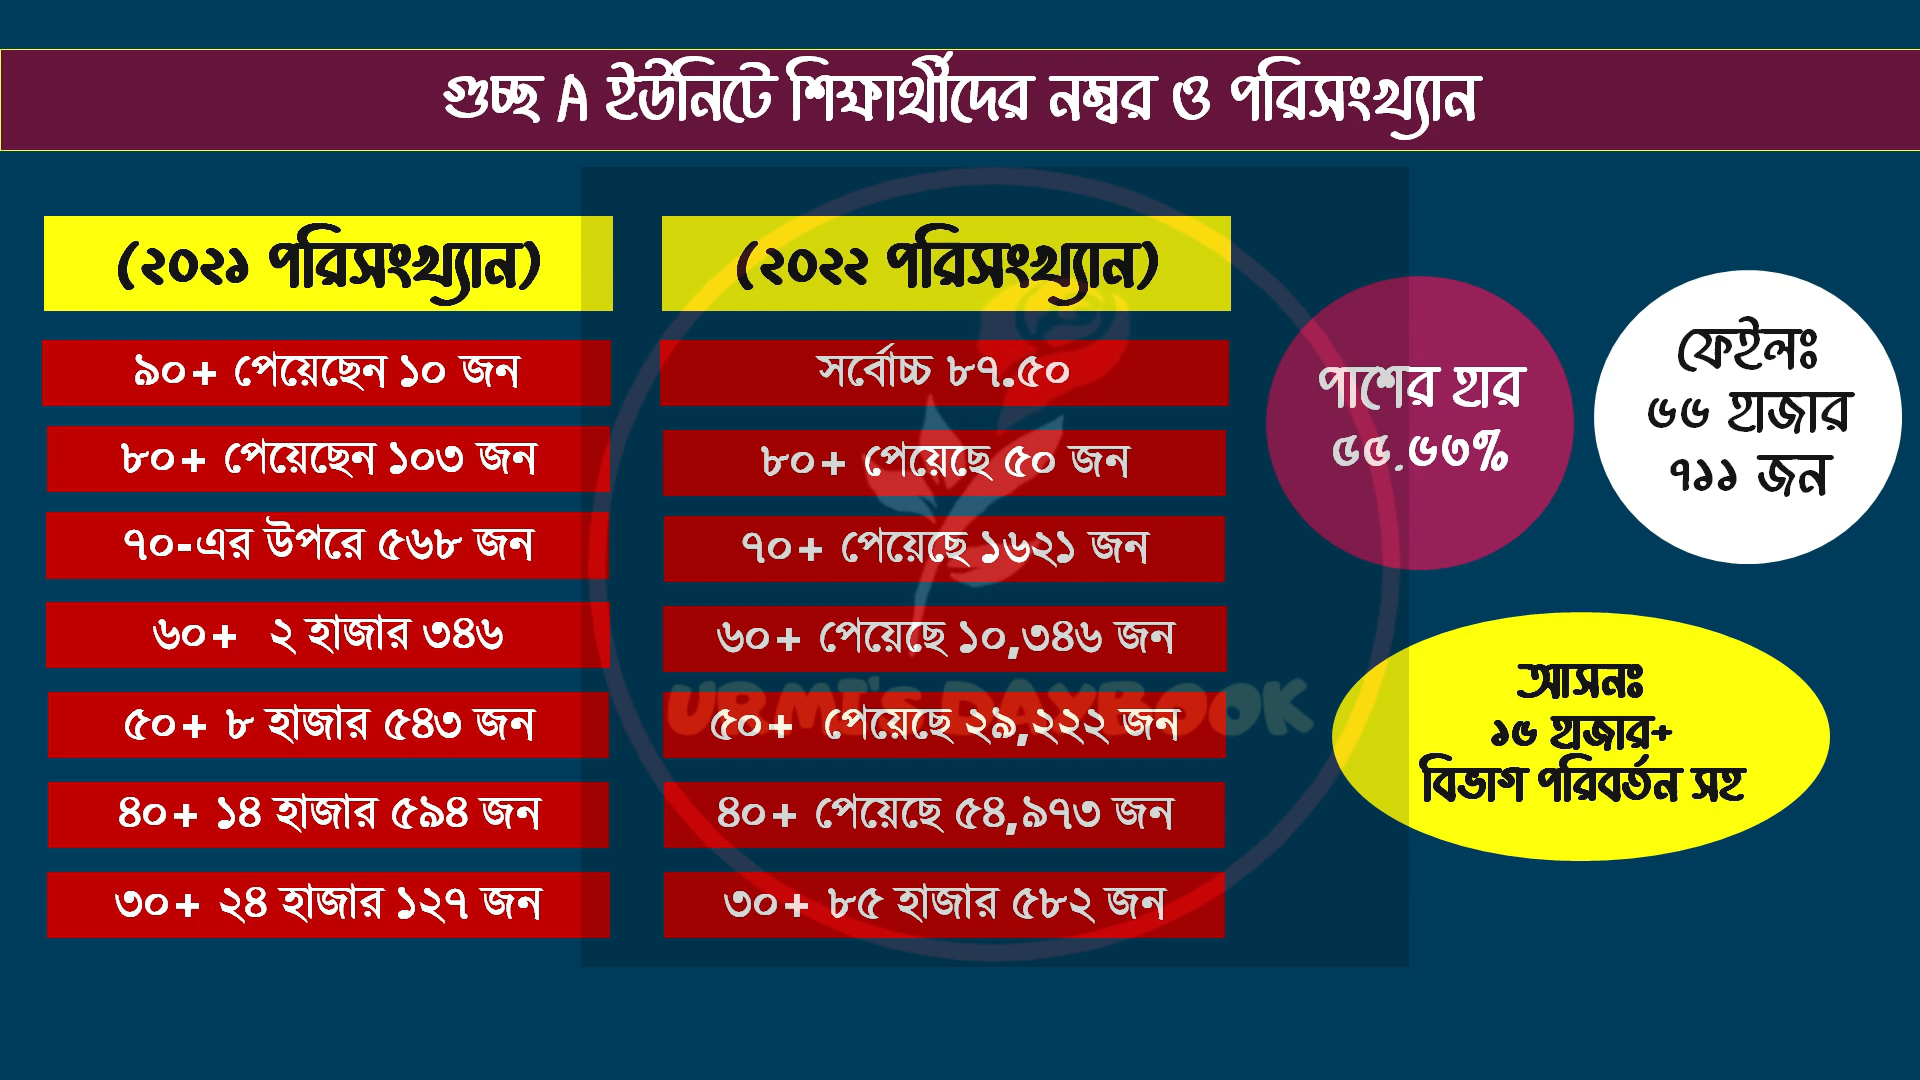 গুচ্ছ A ইউনিটে শিক্ষার্থীদের নম্বর ও পরিসংখ্যান
(২০২১ পরিসংখ্যান)
৯০+ পেয়েছেন ১০ জন
৮০+ পেয়েছেন ১০৩ জন
৭০-এর উপরে ৫৬৮ জন
৬০+ ২ হাজার ৩৪৬
৫০+ ৮ হাজার ৫৪৩ জন
৪০+ ১৪ হাজার ৫৯৪ জন
৩০+ ২৪ হাজার ১২৭ জন
(২০২২ পরিসংখ্যান)
সর্বোচ্চ ৮৭.৫০
৮০+ পেয়েছে ৫০ জন
৭০+ পেয়েছে ১৬২১ জন
৬০+ পেয়েছে ১০,৩৪৬ জন
৫০+ পেয়েছে ২৯,২২২ জন
৪০+ পেয়েছে ৫৪,৯৭৩ জন
৩০+ ৮৫ হাজার ৫৮২ জন
পাশের হার
৫৫.৬৩%
ফেইলঃ
৬৬ হাজার
৭১১ জন
আসনঃ
১৬ হাজার+
বিভাগ পরিবর্তন সহ
URMI'S DAYBOOK